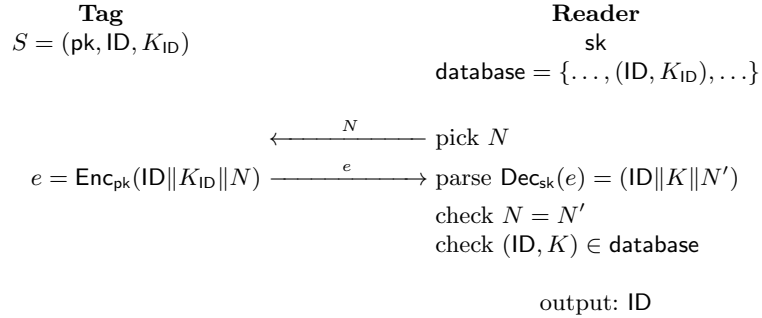 Tag Reader
S = (pk, ID, K_ID) sk
database = {…, (ID, K_ID), …}
N pick N
e = Enc_pk(ID‖K_ID‖N) e parse Dec_sk(e) = (ID‖K‖N′)
check N = N′
check (ID, K) ∈ database
output: ID